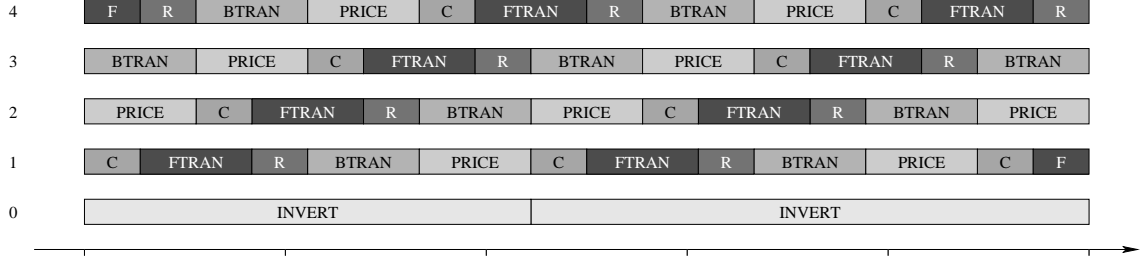 4 F R BTRAN PRICE C FTRAN R BTRAN PRICE C FTRAN R
3 BTRAN PRICE C FTRAN R BTRAN PRICE C FTRAN R BTRAN
2 PRICE C FTRAN R BTRAN PRICE C FTRAN R BTRAN PRICE
1 C FTRAN R BTRAN PRICE C FTRAN R BTRAN PRICE C F
0 INVERT INVERT